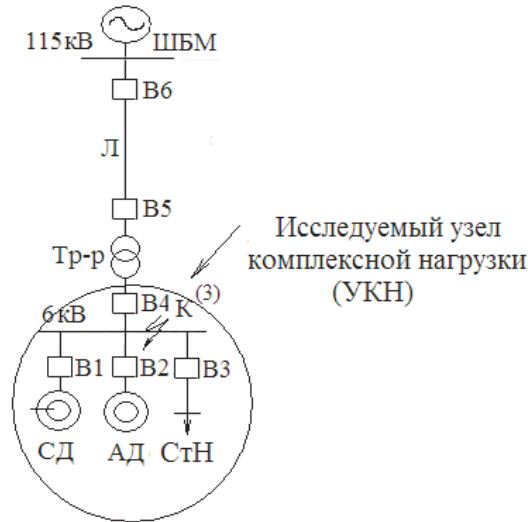 115кВ ШБМ
В6
Л
В5
Тр-р
Исследуемый узел
комплексной нагрузки
(УКН)
В4 К (3)
6кВ
В1 В2 В3
СД АД СтН